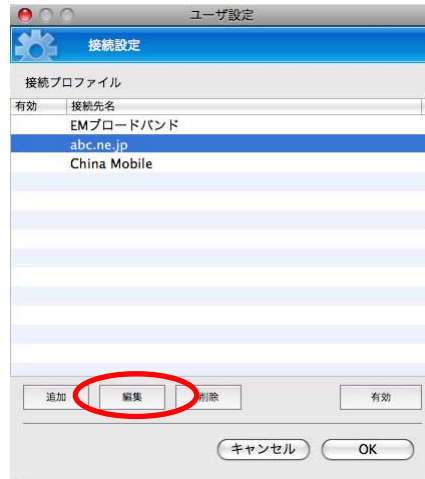 ユーザ設定
接続設定
接続プロファイル
有効 接続先名
EMブロードバンド
abc.ne.jp
China Mobile
追加 編集 削除 有効
キャンセル OK